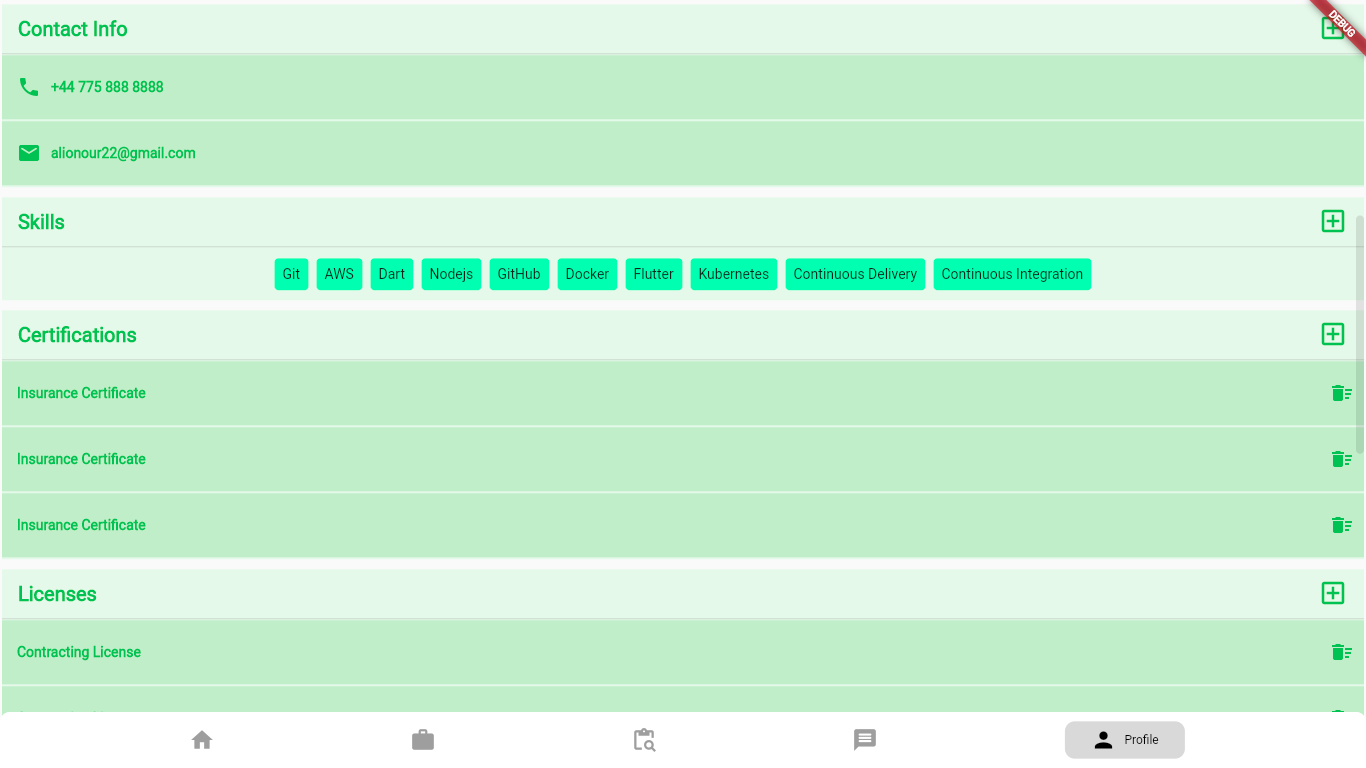 Contact Info
DEBUG
+44 775 888 8888
alionour22@gmail.com
Skills
Git AWS Dart Nodejs GitHub Docker Flutter Kubernetes Continuous Delivery Continuous Integration
Certifications
Insurance Certificate
Insurance Certificate
Insurance Certificate
Licenses
Contracting License
Profile